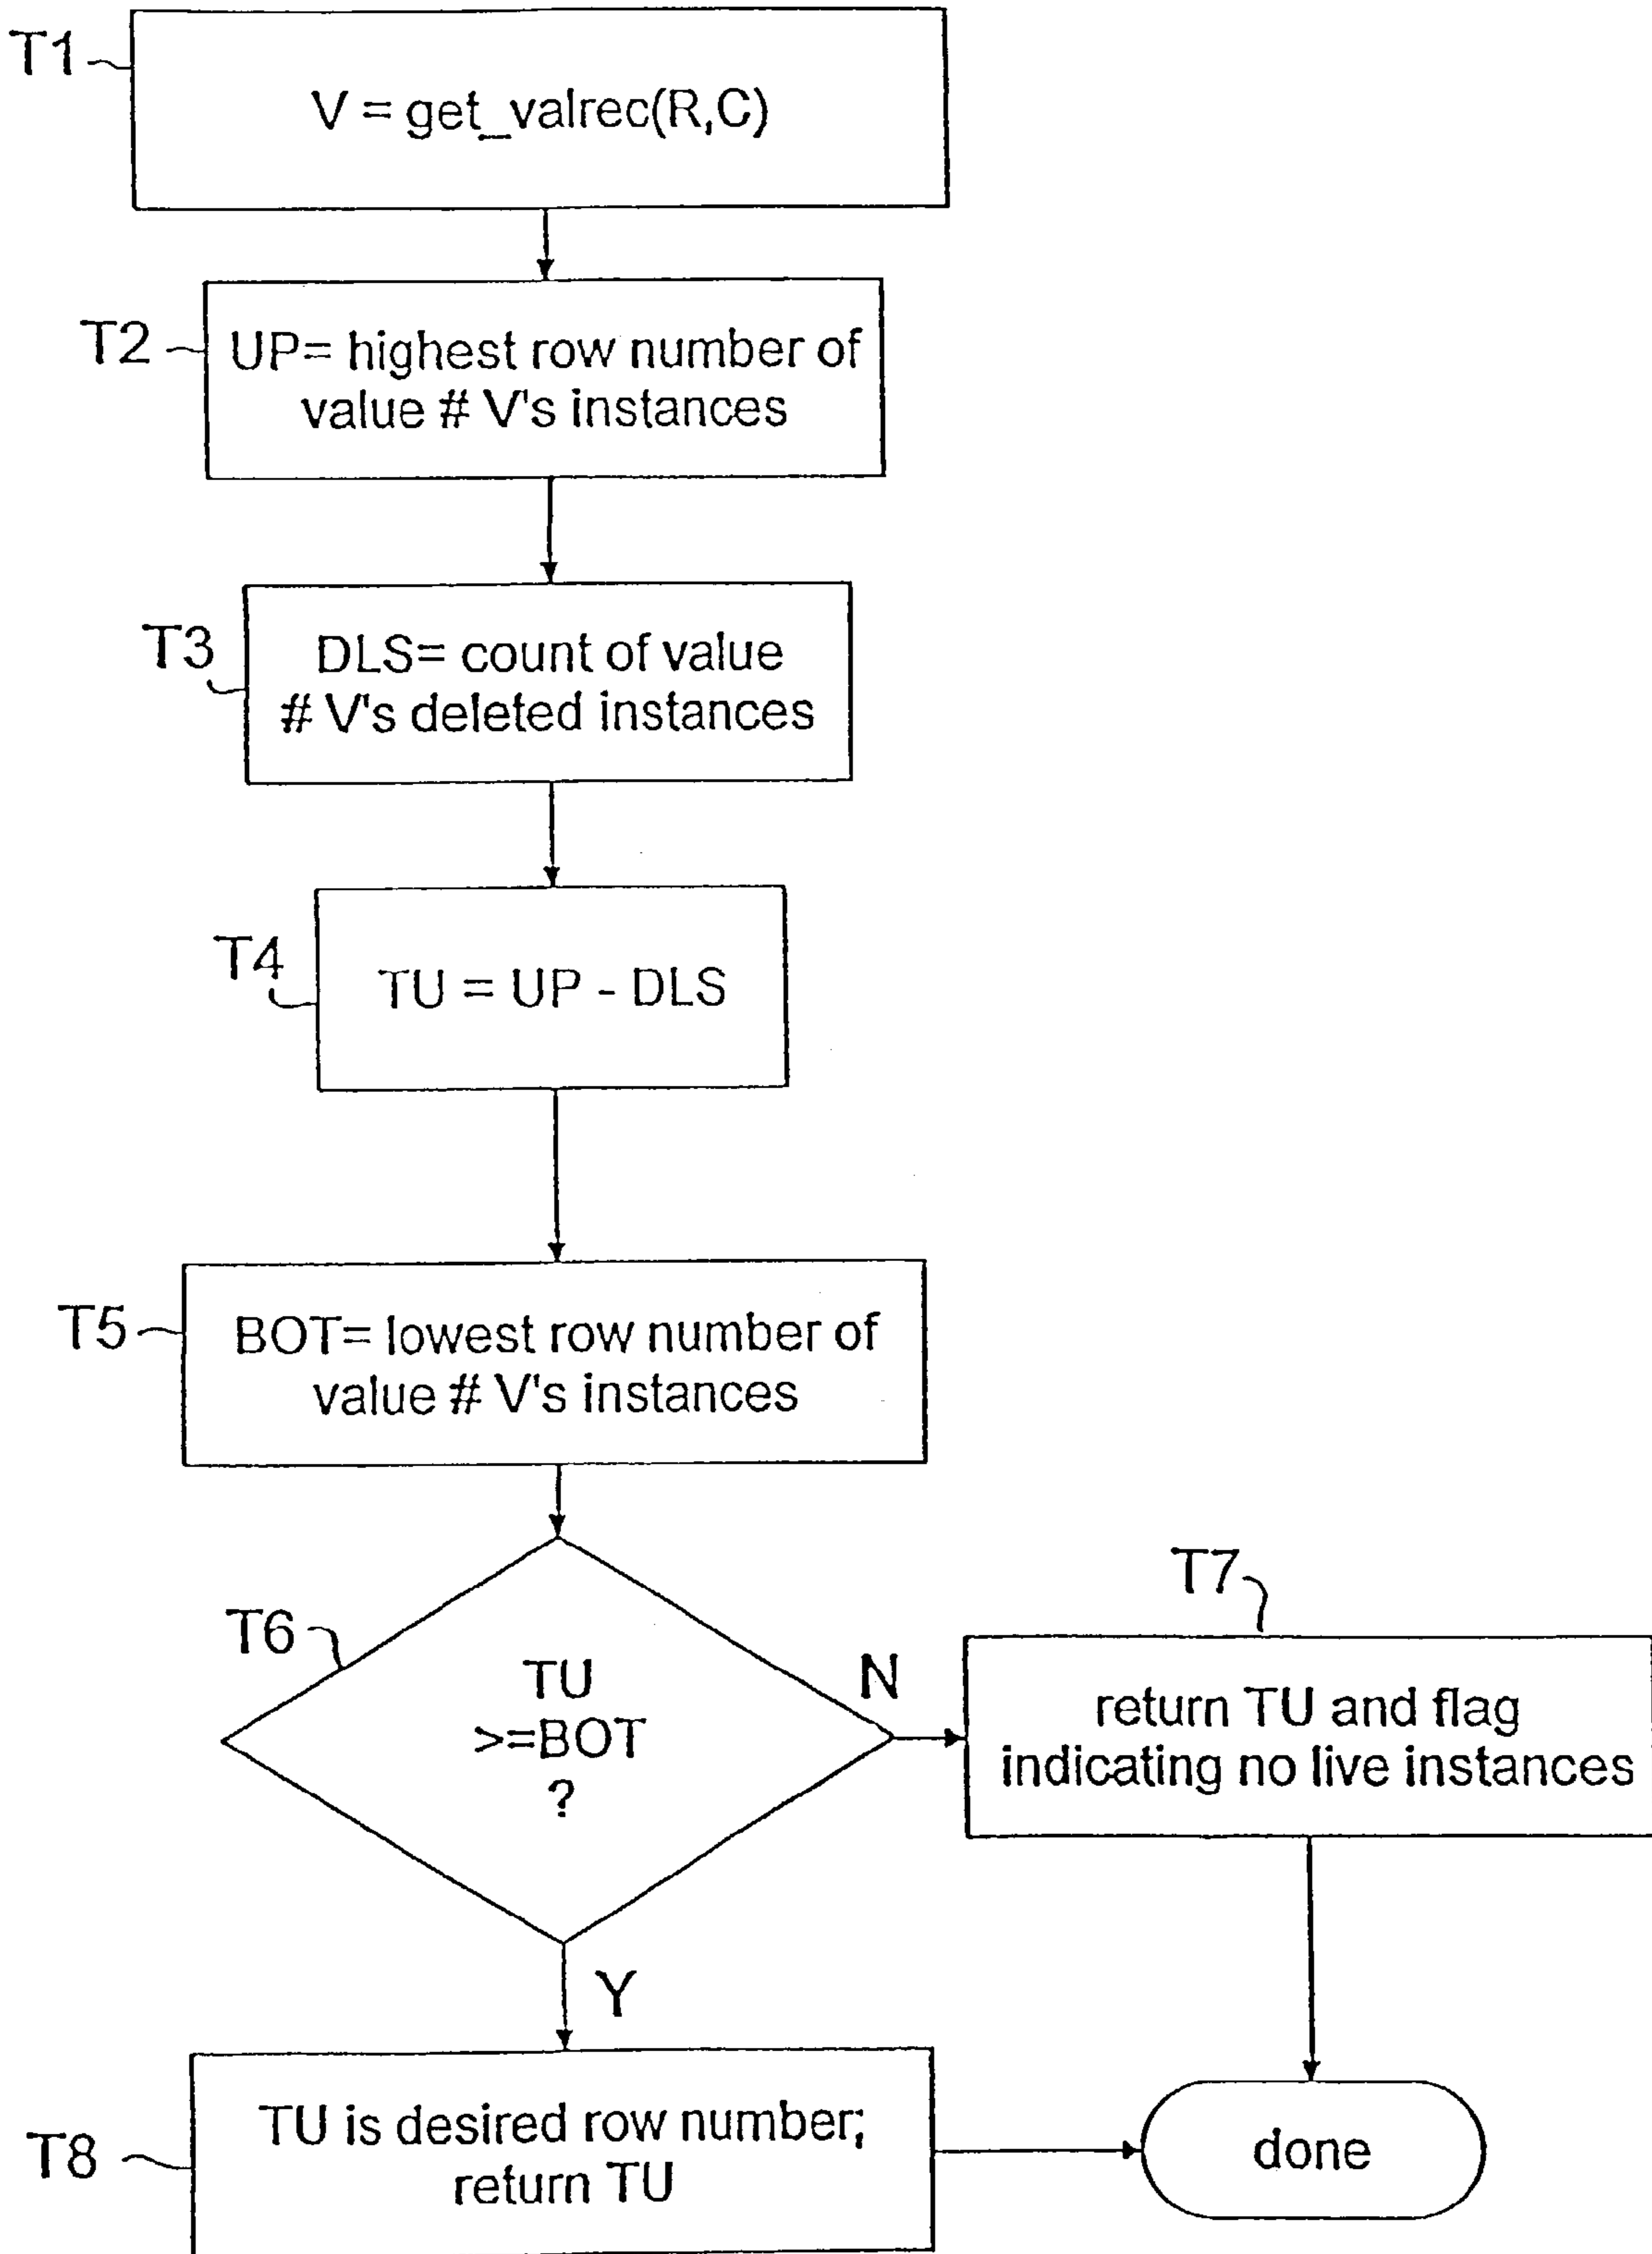 T1
V = get_valrec(R,C)
T2
UP= highest row number of
value # V's instances
T3
DLS= count of value
# V's deleted instances
T4
TU = UP - DLS
T5
BOT= lowest row number of
value # V's instances
T6
TU
>=BOT
?
N
T7
return TU and flag
indicating no live instances
Y
T8
TU is desired row number;
return TU
done